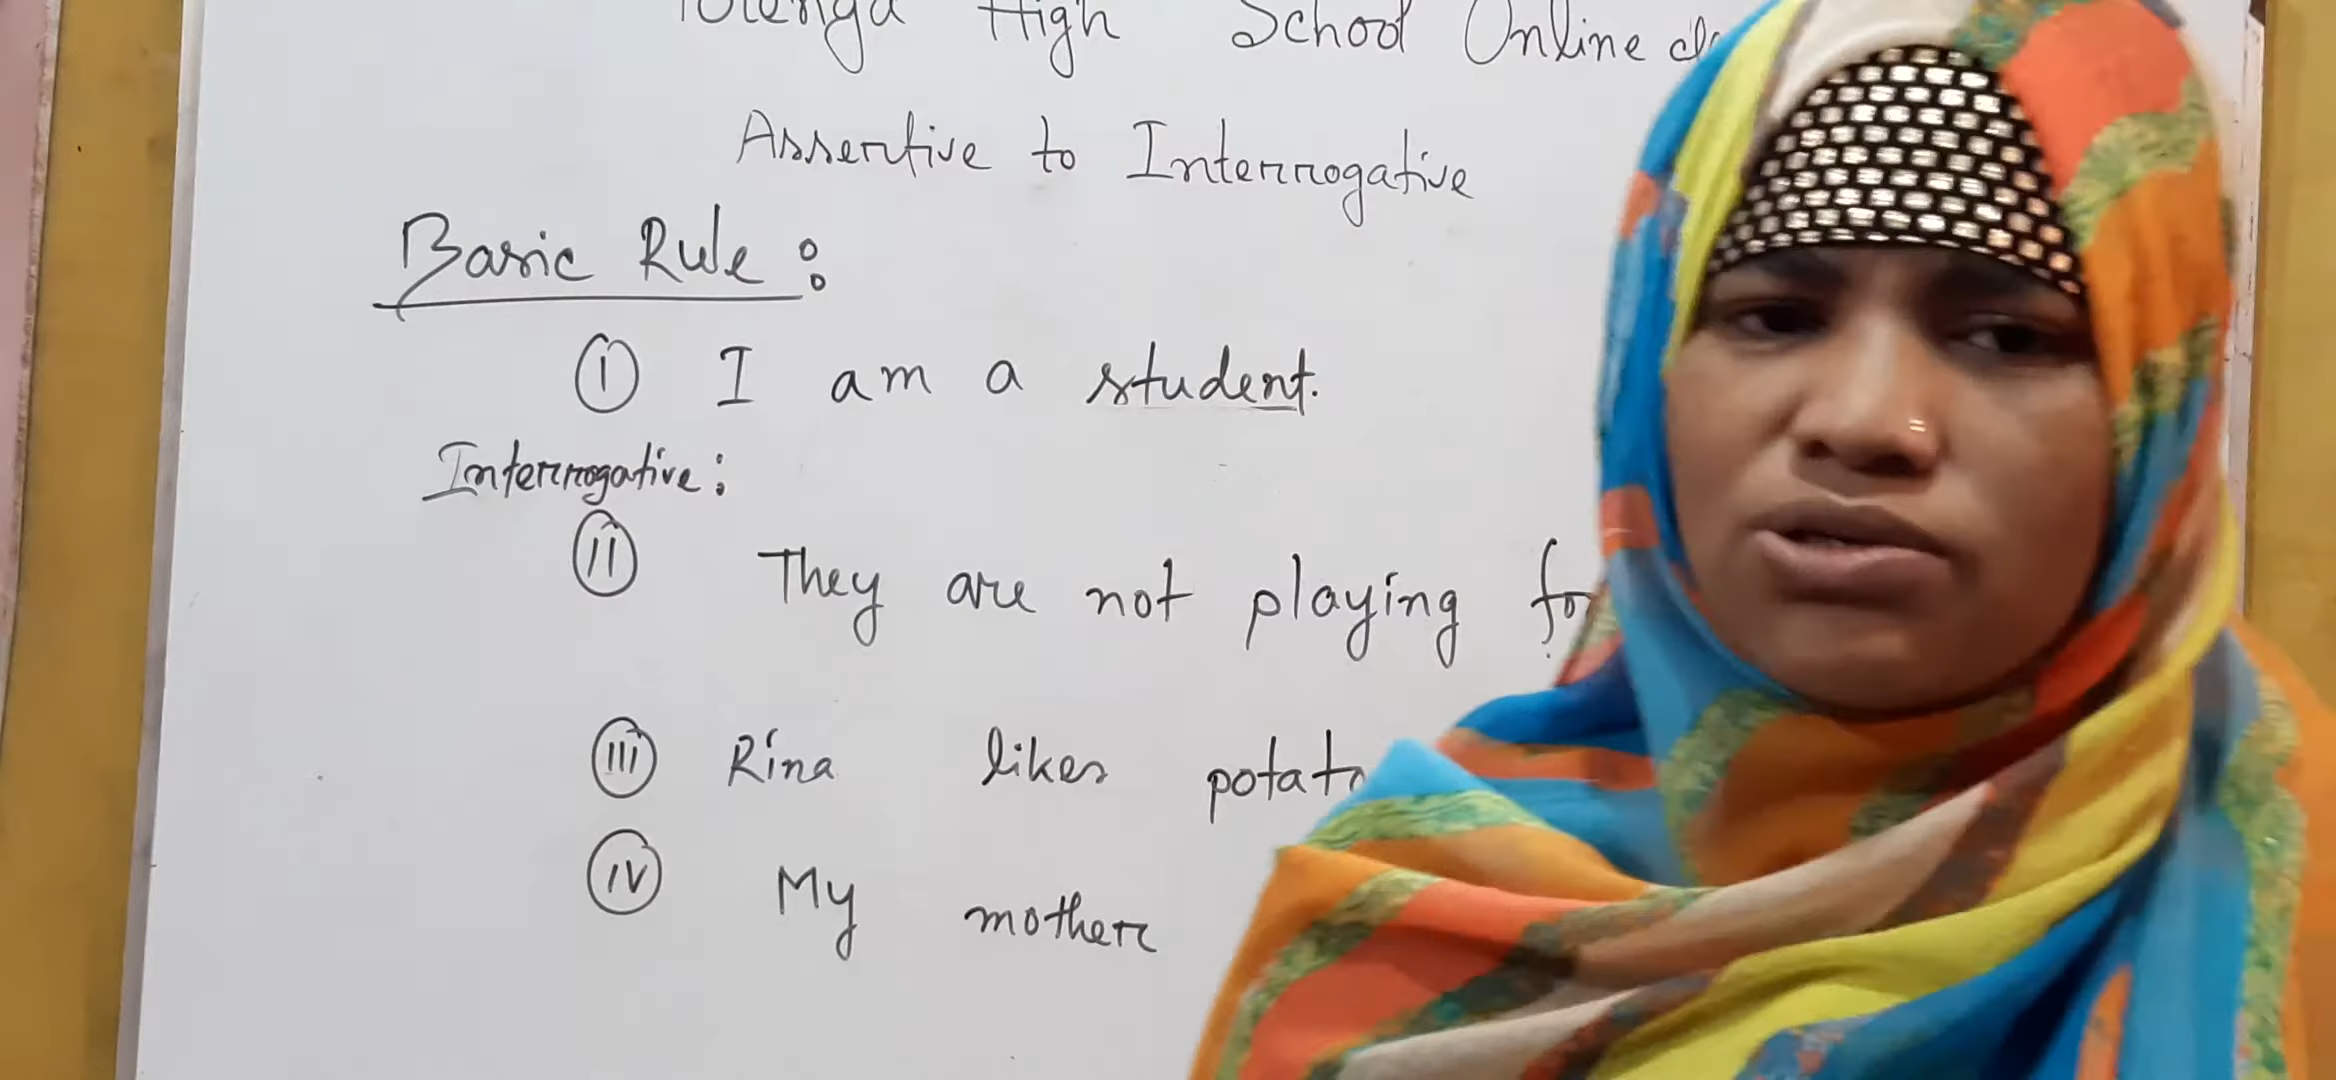 High School Online
Assertive to Interrogative
Basic Rule :
I I am a student.
Interrogative :
II They are not playing
III Rina likes
IV My mother